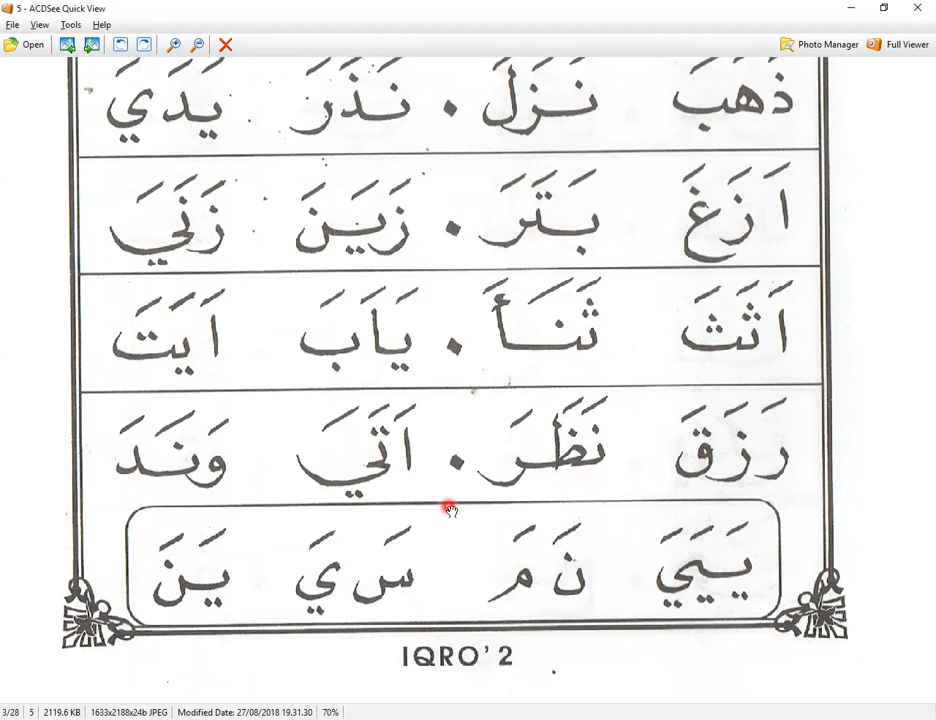 5 - ACDSee Quick View
File View Tools Help
Open Photo Manager Full Viewer
ذَهَبَ نَزَلَ . نَذَرَ يَدَيَ
اَزَغَ بَتَرَ . زَيَنَ زَنَيَ
اَثَثَ ثَنَأَ . يَاَبَ اَيَتَ
رَزَقَ نَظَرَ . اَتَيَ وَنَدَ
يَيَيَ نَ مَ سَ يَ يَنَ
IQRO' 2
3/28 5 2119.6 KB 1633x2188x24b JPEG Modified Date: 27/08/2018 19.31.30 70%